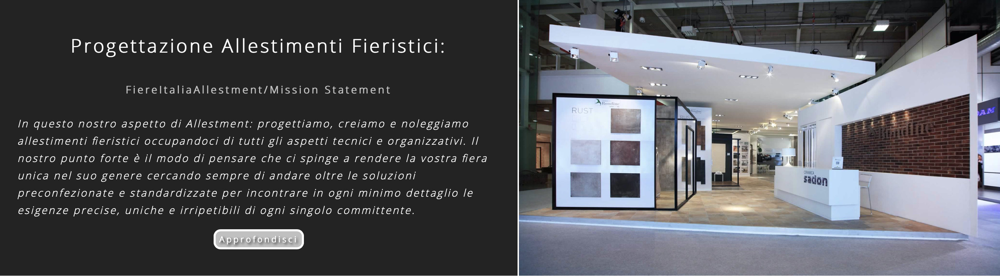 Progettazione Allestimenti Fieristici:
FiereItaliaAllestment/Mission Statement
In questo nostro aspetto di Allestment: progettiamo, creiamo e noleggiamo
allestimenti fieristici occupandoci di tutti gli aspetti tecnici e organizzativi. Il
nostro punto forte è il modo di pensare che ci spinge a rendere la vostra fiera
unica nel suo genere cercando sempre di andare oltre le soluzioni
preconfezionate e standardizzate per incontrare in ogni minimo dettaglio le
esigenze precise, uniche e irripetibili di ogni singolo committente.
Approfondisci
Rondine
RUST
Rondine
RUST
Rondine
CERAMICA
sadon